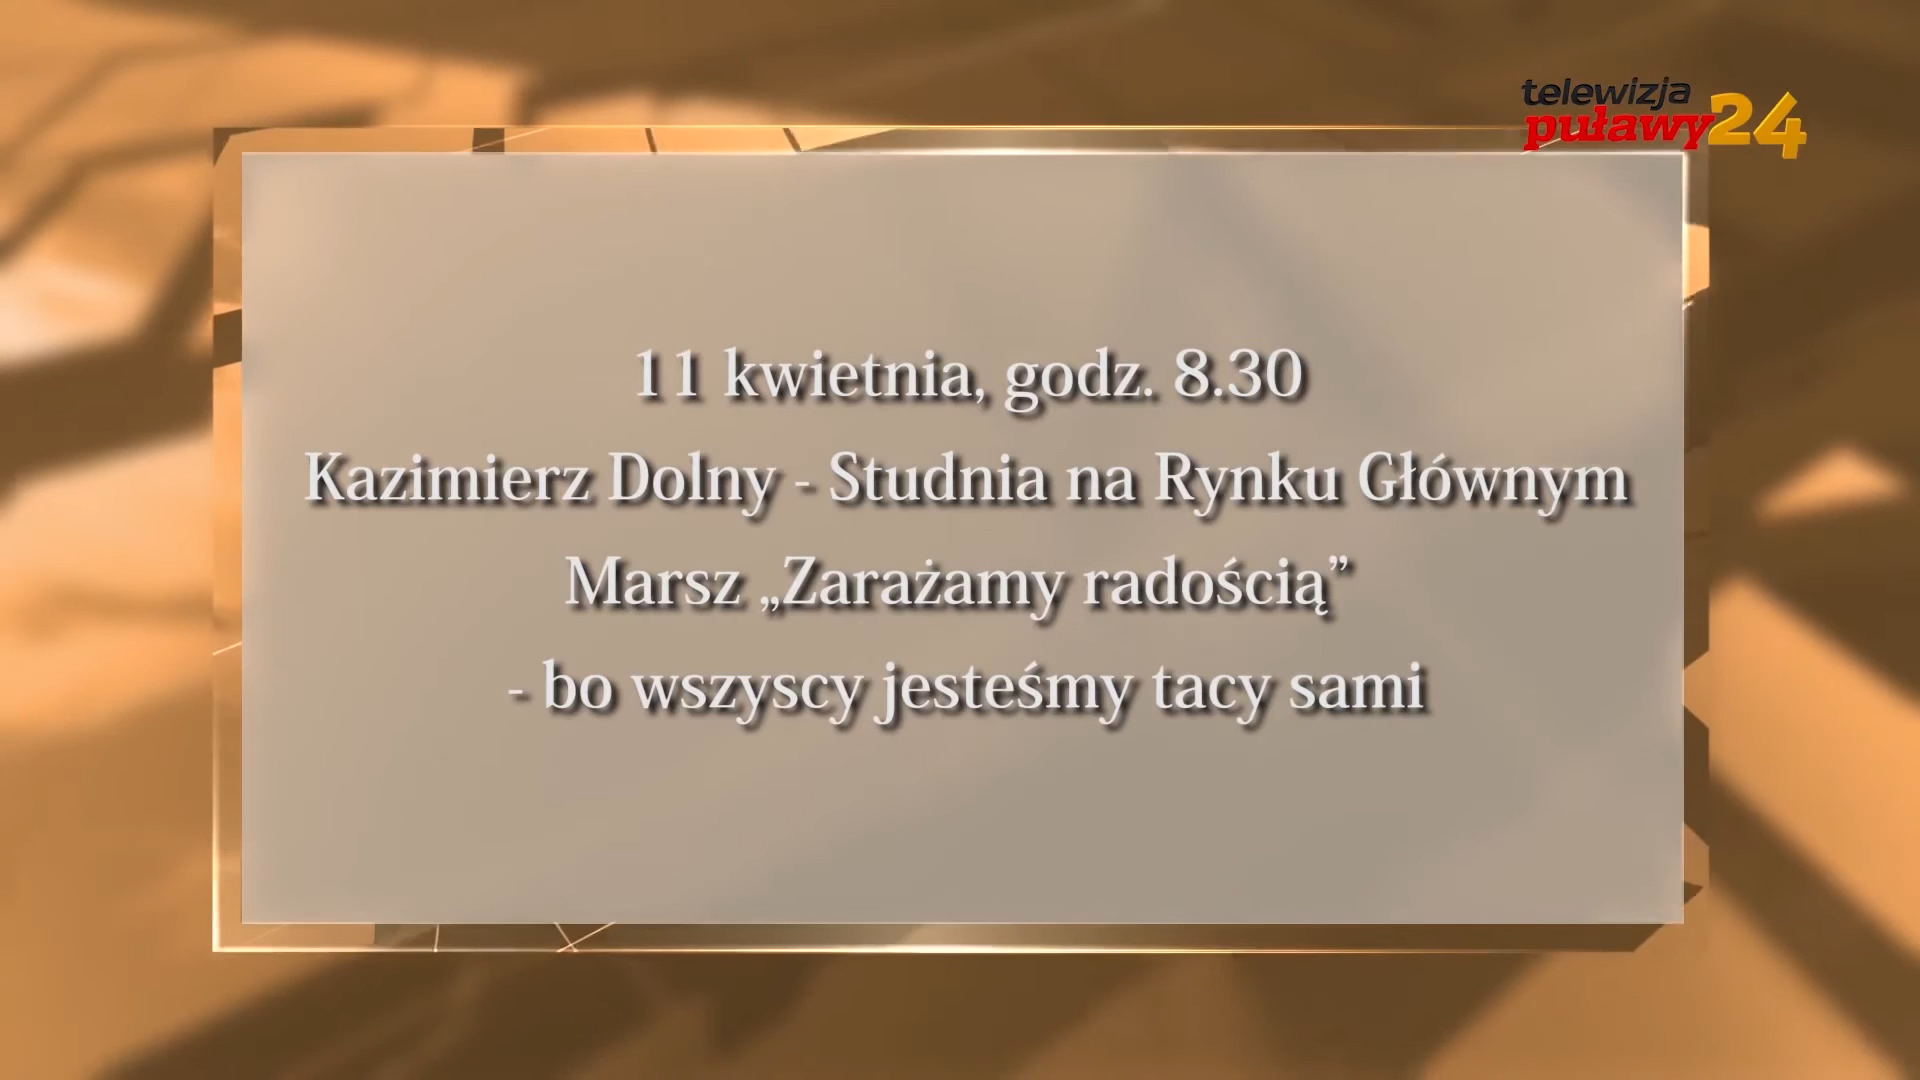 telewizja
puławy24
11 kwietnia, godz. 8.30
Kazimierz Dolny - Studnia na Rynku Głównym
Marsz „Zarażamy radością”
- bo wszyscy jesteśmy tacy sami